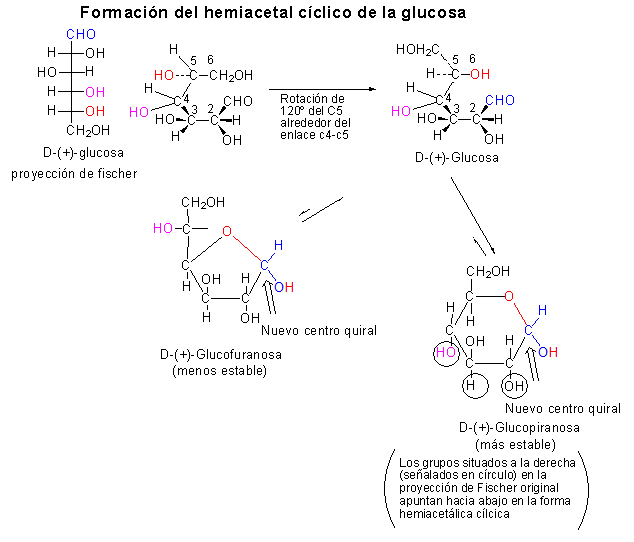 Formación del hemiacetal cíclico de la glucosa
CHO
H OH
HO H
H OH
H OH
CH2OH
D-(+)-glucosa
proyección de fischer
H
5 6
HO CH2OH
H
4 CHO
HO
3 2
HO C
H H
OH
Rotación de
120º del C5
alrededor del
enlace c4-c5
HOH2C 6
5
H OH
H
4 CHO
HO
3 2
HO C
H H
OH
D-(+)-Glucosa
CH2OH
HO C
O H
C C
H OH H OH
C C
H OH
Nuevo centro quiral
D-(+)-Glucofuranosa
(menos estable)
CH2OH
C O H
H
C OH H C
HO OH
C C
H OH
Nuevo centro quiral
D-(+)-Glucopiranosa
(más estable)
Los grupos situados a la derecha
(señalados en círculo) en la
proyección de Fischer original
apuntan hacia abajo en la forma
hemiacetálica cílcica